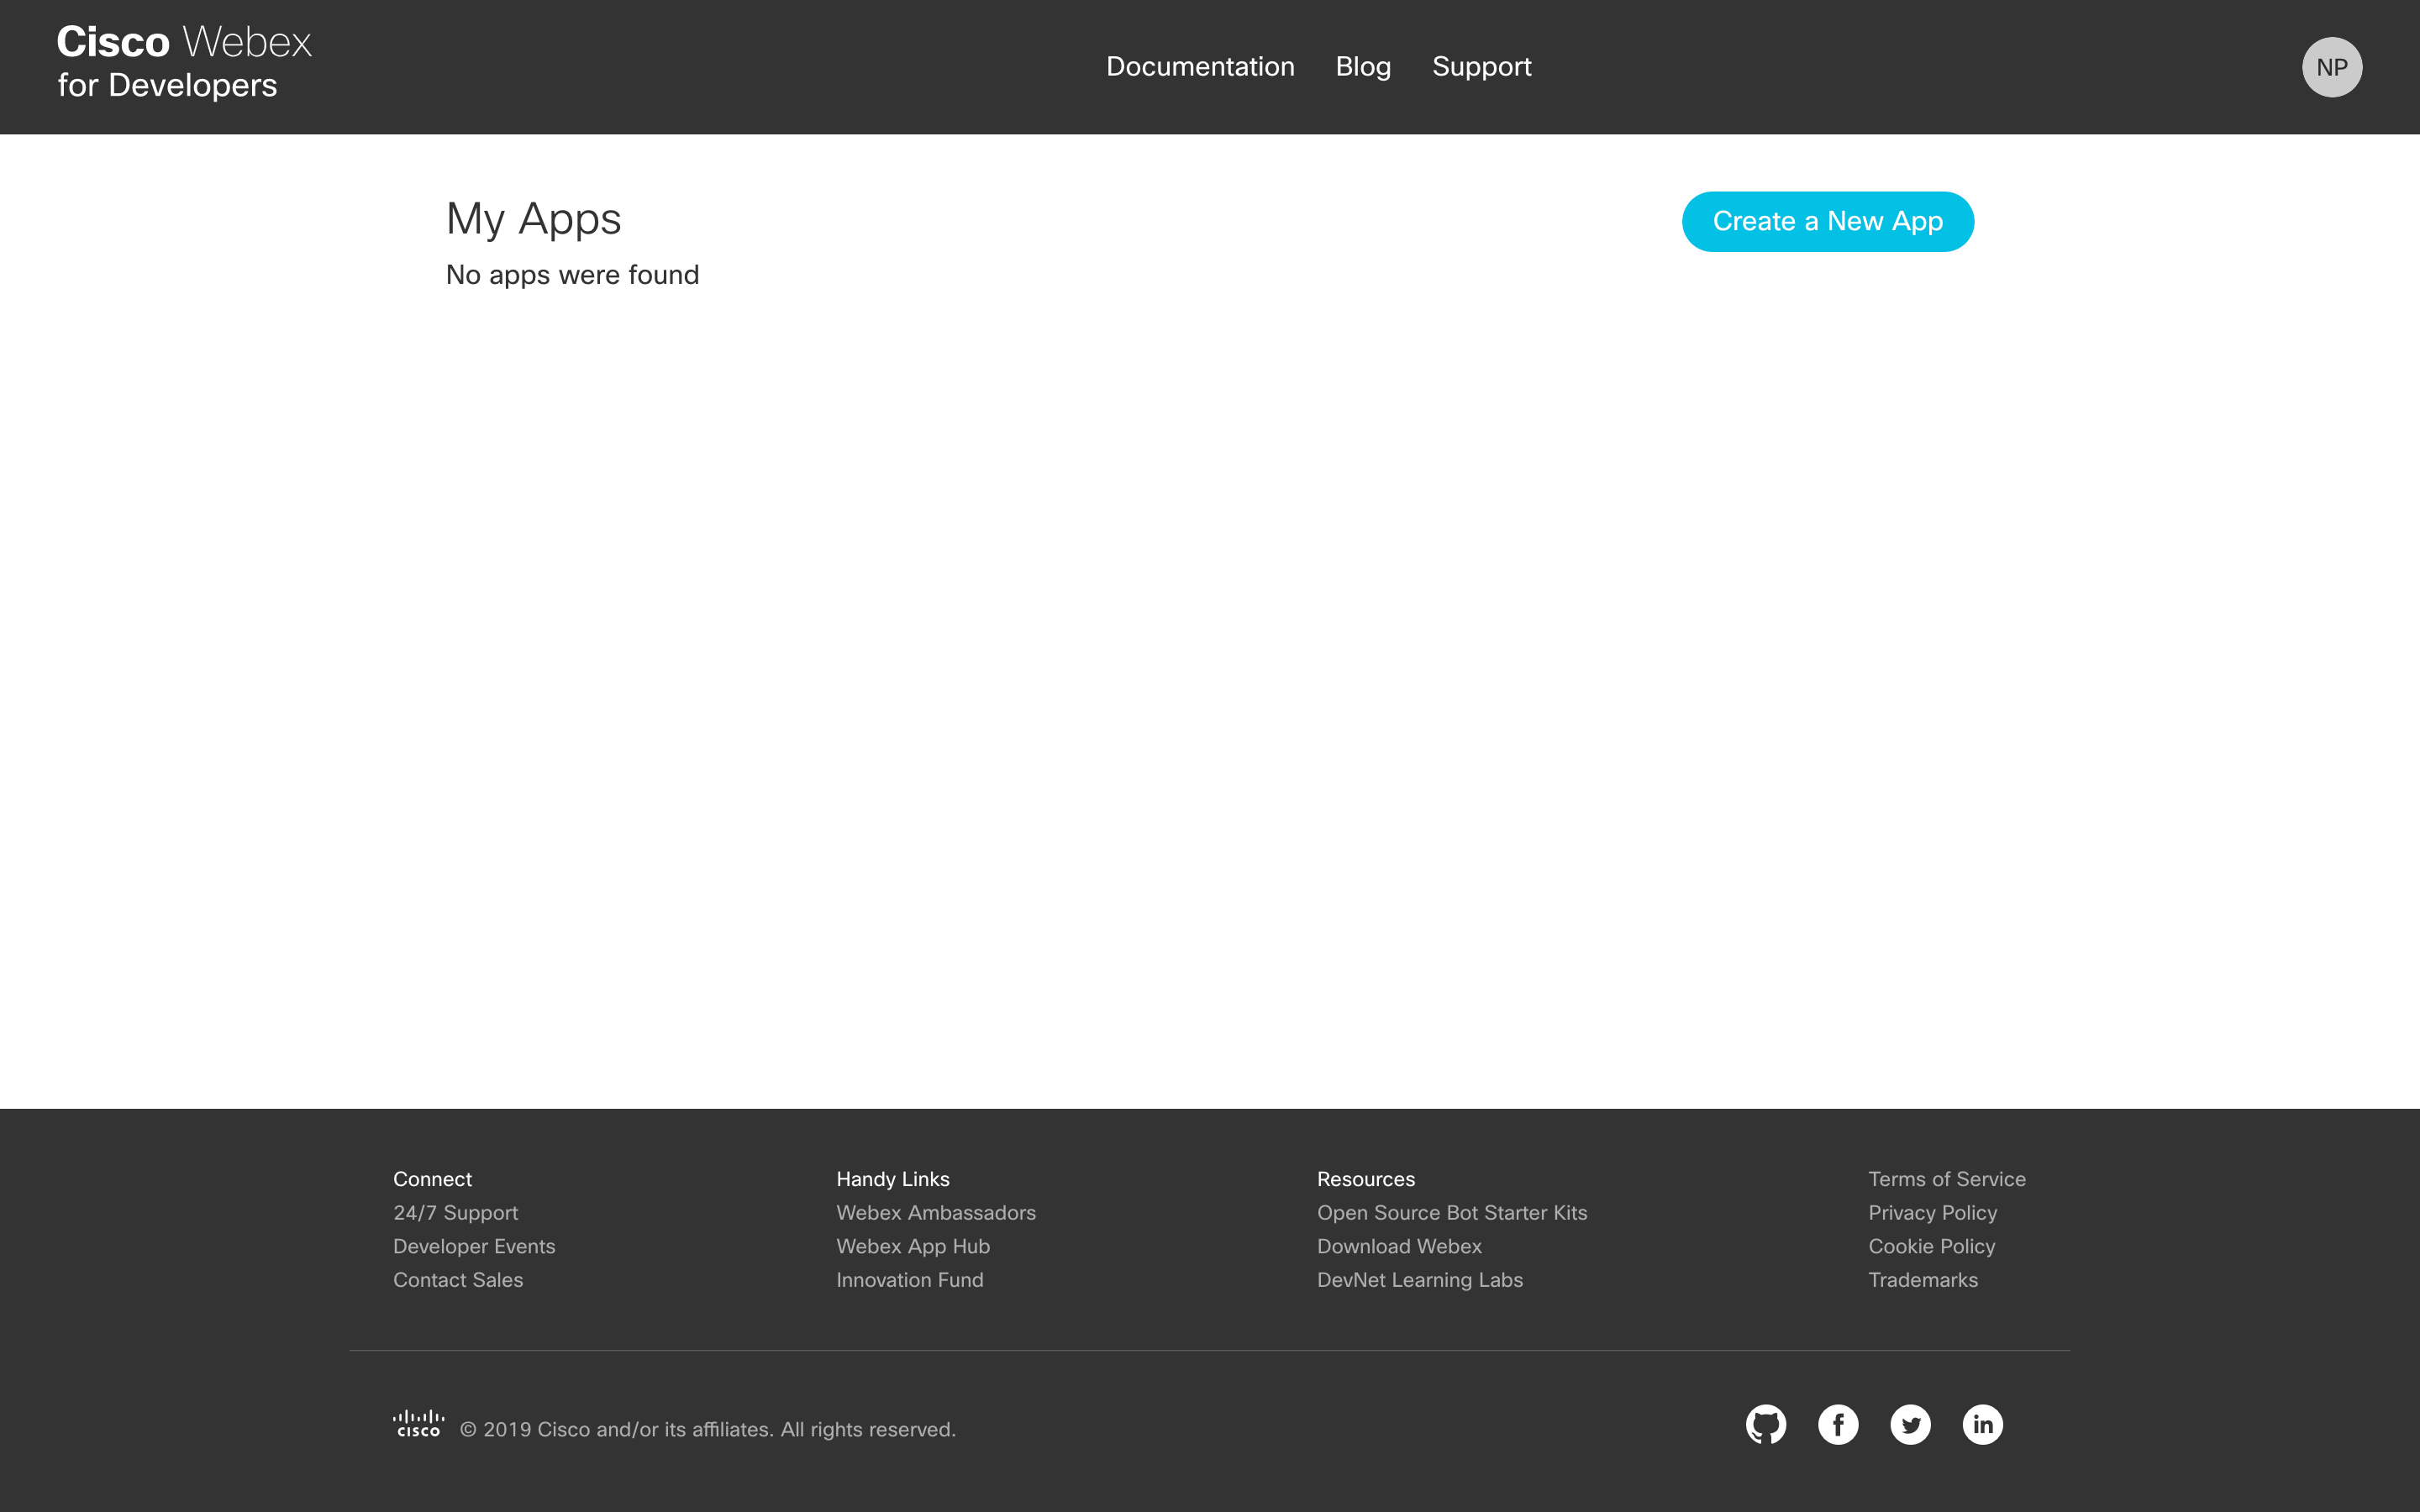 Cisco Webex
for Developers
Documentation Blog Support
NP
My Apps
Create a New App
No apps were found
Connect
24/7 Support
Developer Events
Contact Sales
Handy Links
Webex Ambassadors
Webex App Hub
Innovation Fund
Resources
Open Source Bot Starter Kits
Download Webex
DevNet Learning Labs
Terms of Service
Privacy Policy
Cookie Policy
Trademarks
cisco © 2019 Cisco and/or its affiliates. All rights reserved.